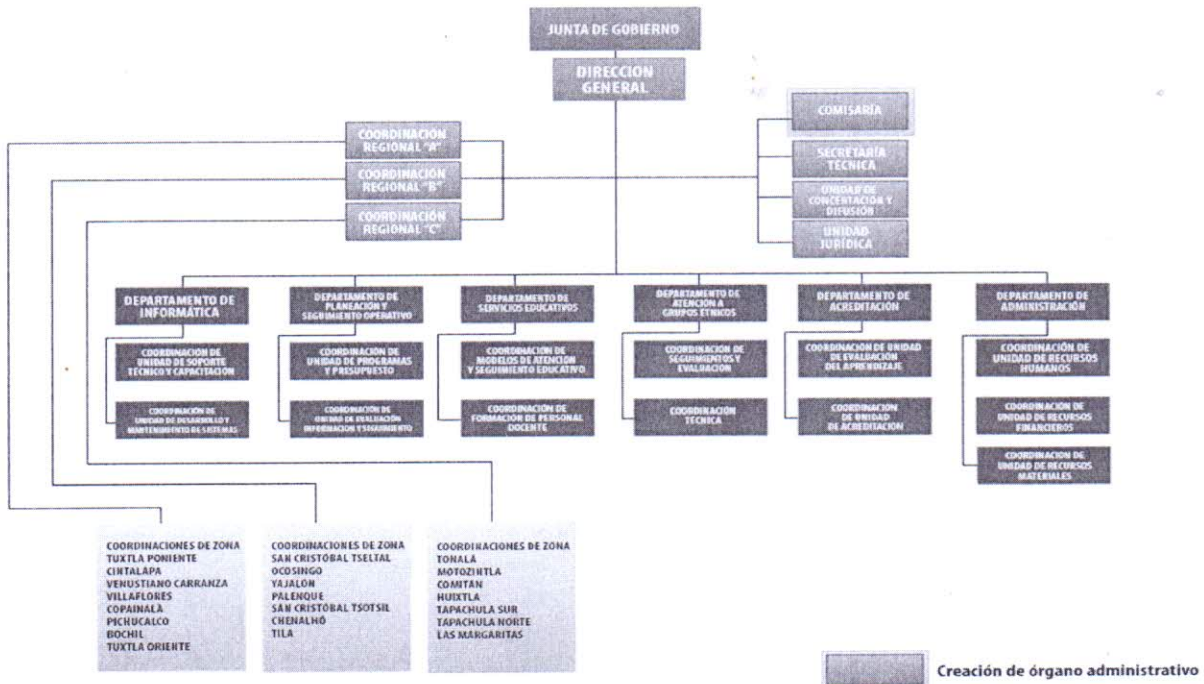 JUNTA DE GOBIERNO
DIRECCION
GENERAL
COMISARÍA
SECRETARÍA
TÉCNICA
UNIDAD DE
CONCERTACIÓN Y
DIFUSIÓN
UNIDAD
JURÍDICA
COORDINACIÓN
REGIONAL "A"
COORDINACIÓN
REGIONAL "B"
COORDINACIÓN
REGIONAL "C"
DEPARTAMENTO DE
INFORMÁTICA
COORDINACIÓN DE
UNIDAD DE SOPORTE
TÉCNICO Y CAPACITACIÓN
COORDINACIÓN DE
UNIDAD DE DESARROLLO Y
MANTENIMIENTO DE SISTEMAS
DEPARTAMENTO DE
PLANEACIÓN Y
SEGUIMIENTO OPERATIVO
COORDINACIÓN DE
UNIDAD DE PROGRAMAS
Y PRESUPUESTO
COORDINACIÓN DE
UNIDAD DE EVALUACIÓN
INFORMACIÓN Y SEGUIMIENTO
DEPARTAMENTO DE
SERVICIOS EDUCATIVOS
COORDINACIÓN DE
MODELOS DE ATENCIÓN
Y SEGUIMIENTO EDUCATIVO
COORDINACIÓN DE
FORMACIÓN DE PERSONAL
DOCENTE
DEPARTAMENTO DE
ATENCIÓN A
GRUPOS ÉTNICOS
COORDINACIÓN DE
SEGUIMIENTOS Y
EVALUACIÓN
COORDINACIÓN
TÉCNICA
DEPARTAMENTO DE
ACREDITACIÓN
COORDINACIÓN DE UNIDAD
DE EVALUACIÓN
DEL APRENDIZAJE
COORDINACIÓN
DE UNIDAD
DE ACREDITACIÓN
DEPARTAMENTO DE
ADMINISTRACIÓN
COORDINACIÓN DE
UNIDAD DE RECURSOS
HUMANOS
COORDINACIÓN DE
UNIDAD DE RECURSOS
FINANCIEROS
COORDINACIÓN DE
UNIDAD DE RECURSOS
MATERIALES
COORDINACIONES DE ZONA
TUXTLA PONIENTE
CINTALAPA
VENUSTIANO CARRANZA
VILLAFLORES
COPAINALÁ
PICHUCALCO
BOCHIL
TUXTLA ORIENTE
COORDINACIONES DE ZONA
SAN CRISTÓBAL TSELTAL
OCOSINGO
YAJALÓN
PALENQUE
SAN CRISTÓBAL TSOTSIL
CHENALHÓ
TILA
COORDINACIONES DE ZONA
TONALÁ
MOTOZINTLA
COMITÁN
HUIXTLA
TAPACHULA SUR
TAPACHULA NORTE
LAS MARGARITAS
Creación de órgano administrativo